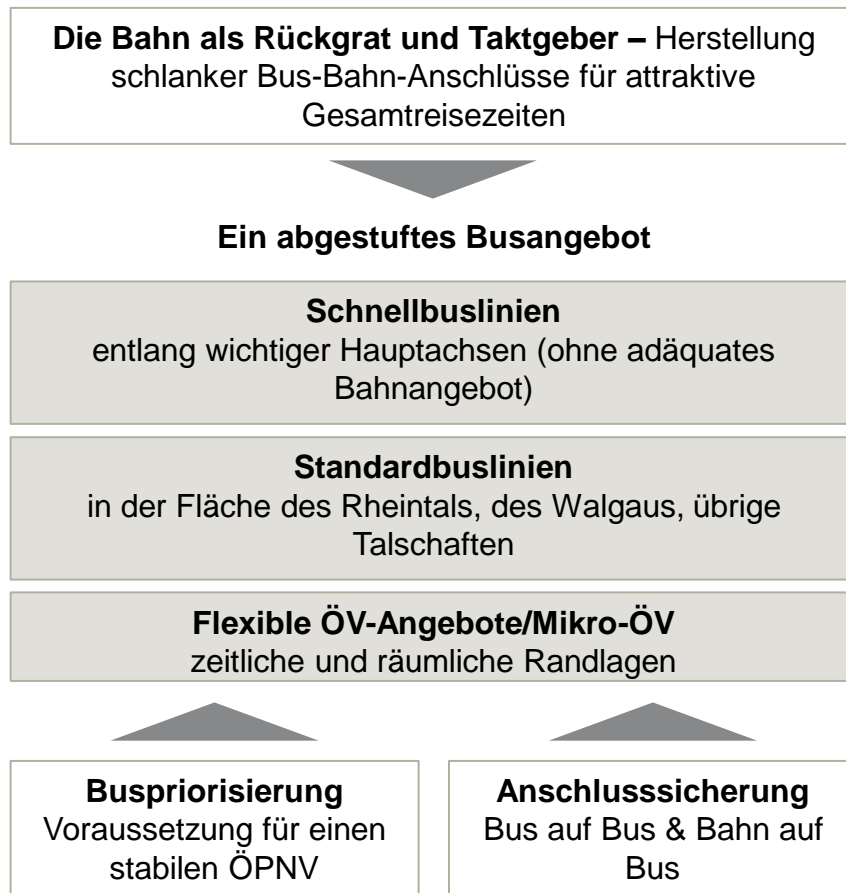 Die Bahn als Rückgrat und Taktgeber – Herstellung
schlanker Bus-Bahn-Anschlüsse für attraktive
Gesamtreisezeiten
Ein abgestuftes Busangebot
Schnellbuslinien
entlang wichtiger Hauptachsen (ohne adäquates
Bahnangebot)
Standardbuslinien
in der Fläche des Rheintals, des Walgaus, übrige
Talschaften
Flexible ÖV-Angebote/Mikro-ÖV
zeitliche und räumliche Randlagen
Buspriorisierung
Voraussetzung für einen
stabilen ÖPNV
Anschlusssicherung
Bus auf Bus & Bahn auf
Bus